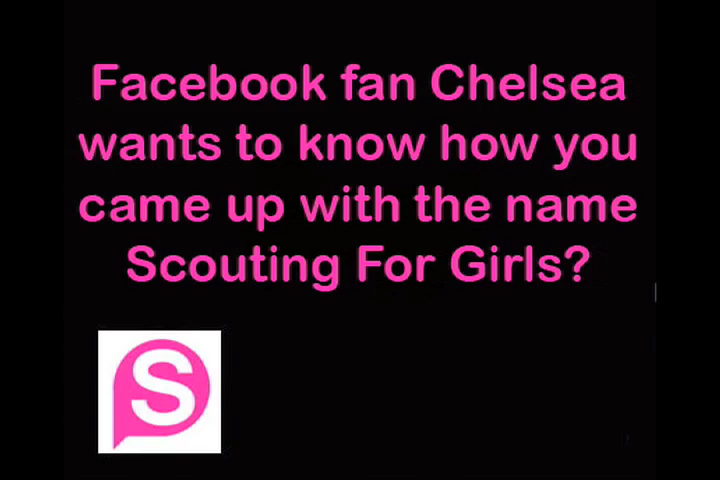 Facebook fan Chelsea
wants to know how you
came up with the name
Scouting For Girls?
S